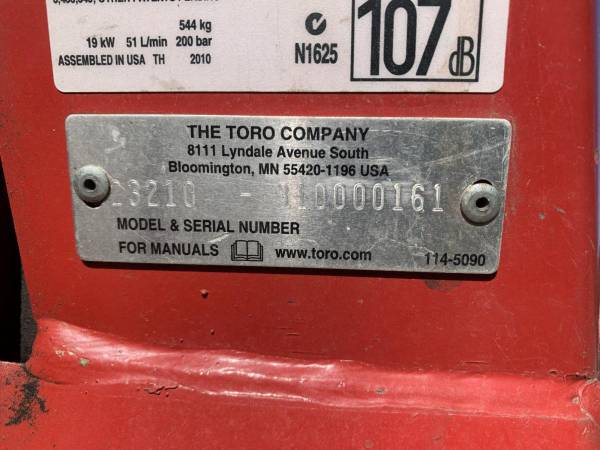 544 kg
19 kW 51 L/min 200 bar
ASSEMBLED IN USA TH 2010
N1625
107 dB
THE TORO COMPANY
8111 Lyndale Avenue South
Bloomington, MN 55420-1196 USA
23210 - 310000161
MODEL & SERIAL NUMBER
FOR MANUALS www.toro.com
114-5090